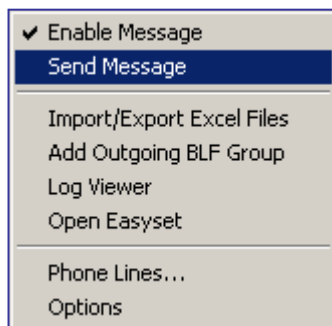 Enable Message
Send Message
Import/Export Excel Files
Add Outgoing BLF Group
Log Viewer
Open Easyset
Phone Lines...
Options